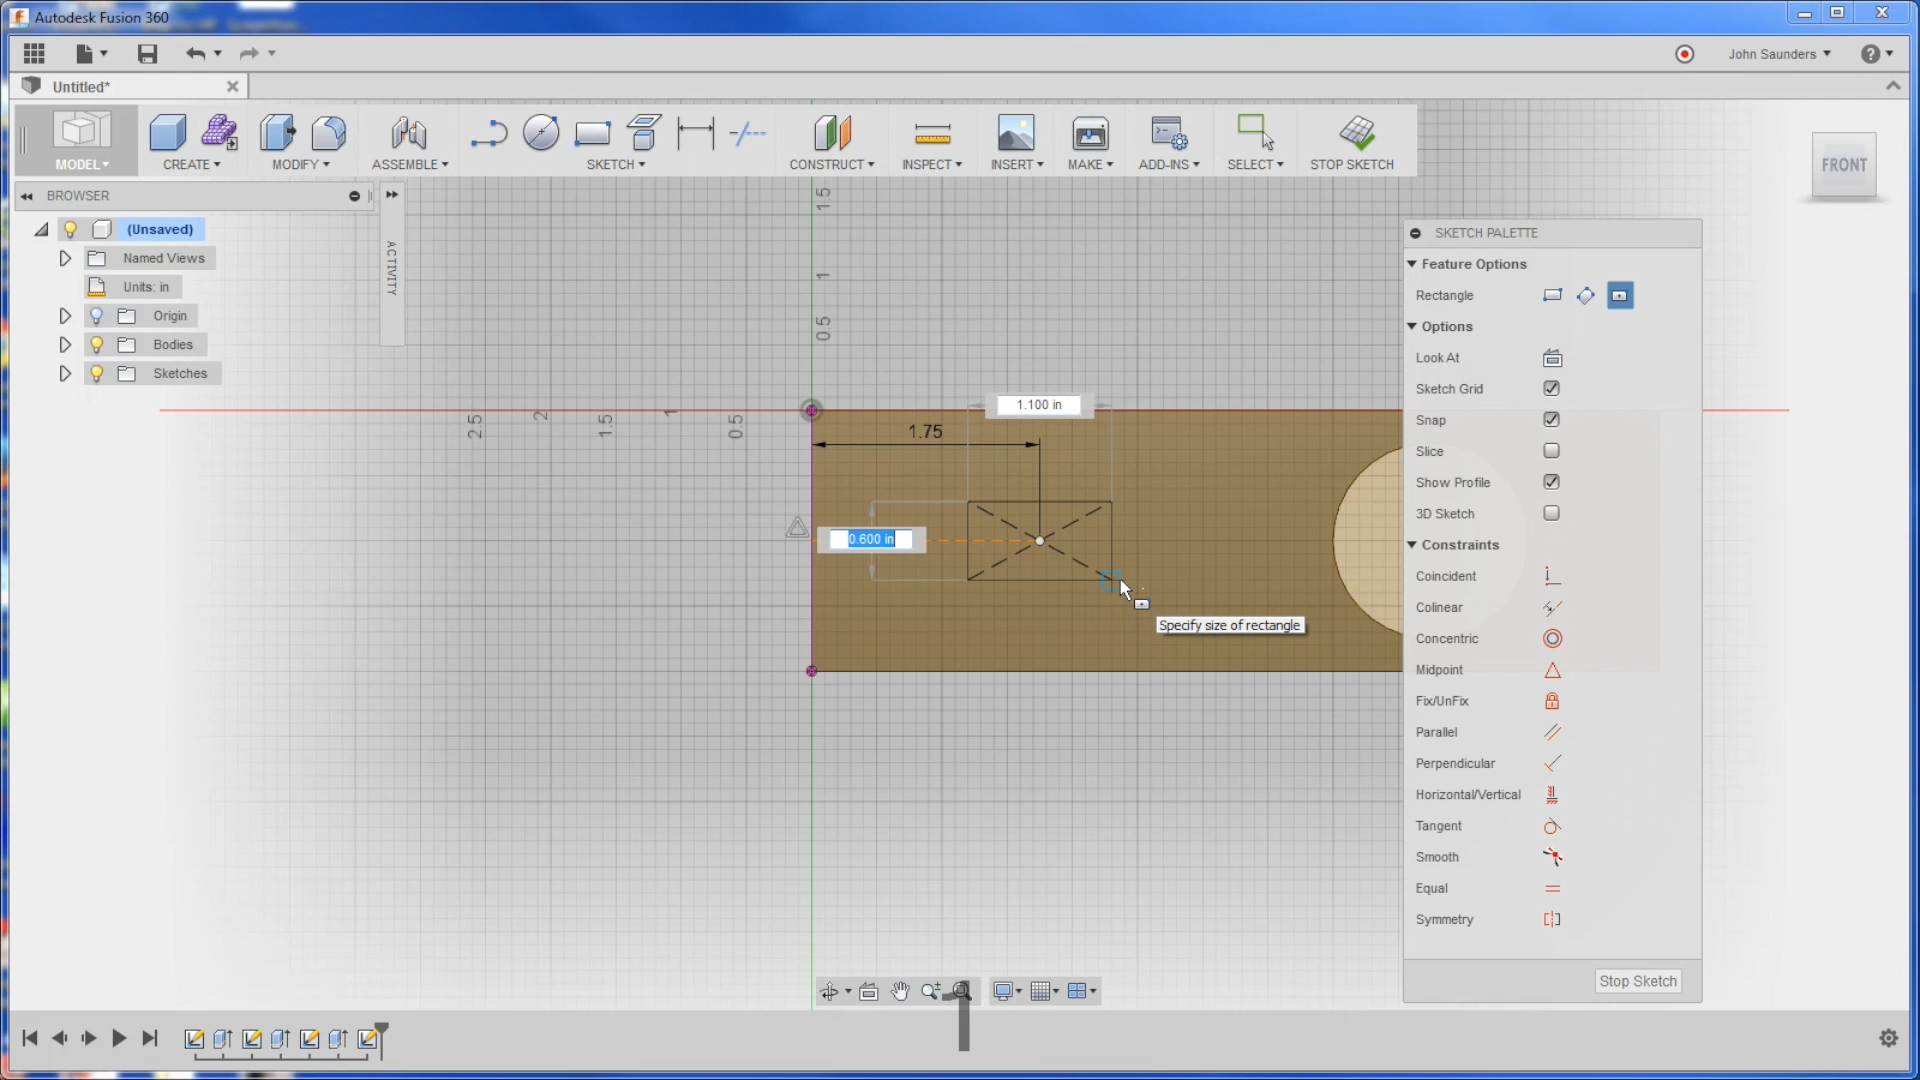 Autodesk Fusion 360
John Saunders
Untitled*
MODEL
CREATE
MODIFY
ASSEMBLE
SKETCH
CONSTRUCT
INSPECT
INSERT
MAKE
ADD-INS
SELECT
STOP SKETCH
FRONT
BROWSER
ACTIVITY
(Unsaved)
Named Views
Units: in
Origin
Bodies
Sketches
1.5
1
0.5
2.5
2
1.5
1
0.5
1.100 in
1.75
0.600 in
Specify size of rectangle
SKETCH PALETTE
Feature Options
Rectangle
Options
Look At
Sketch Grid
Snap
Slice
Show Profile
3D Sketch
Constraints
Coincident
Colinear
Concentric
Midpoint
Fix/UnFix
Parallel
Perpendicular
Horizontal/Vertical
Tangent
Smooth
Equal
Symmetry
Stop Sketch